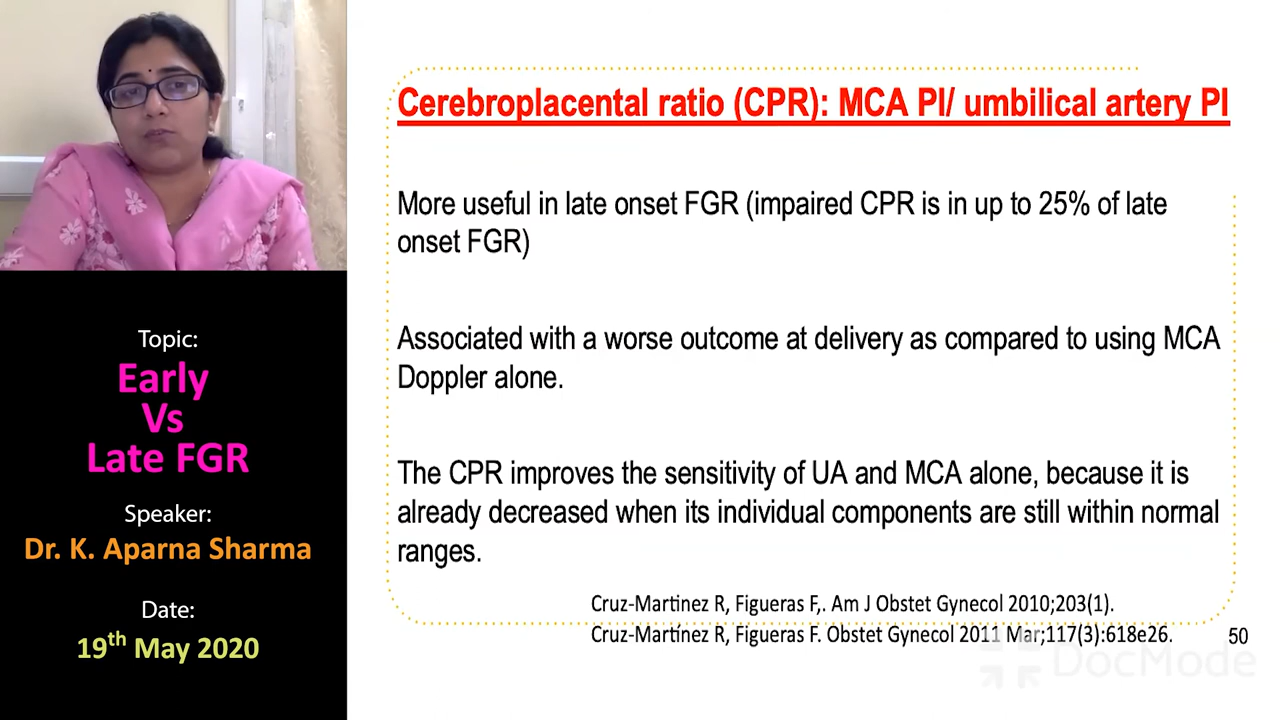 Cerebroplacental ratio (CPR): MCA PI/ umbilical artery PI
More useful in late onset FGR (impaired CPR is in up to 25% of late
onset FGR)
Associated with a worse outcome at delivery as compared to using MCA
Doppler alone.
The CPR improves the sensitivity of UA and MCA alone, because it is
already decreased when its individual components are still within normal
ranges.
Cruz-Martinez R, Figueras F,. Am J Obstet Gynecol 2010;203(1).
Cruz-Martínez R, Figueras F. Obstet Gynecol 2011 Mar;117(3):618e26.
50
DocMode
Topic:
Early
Vs
Late FGR
Speaker:
Dr. K. Aparna Sharma
Date:
19th May 2020